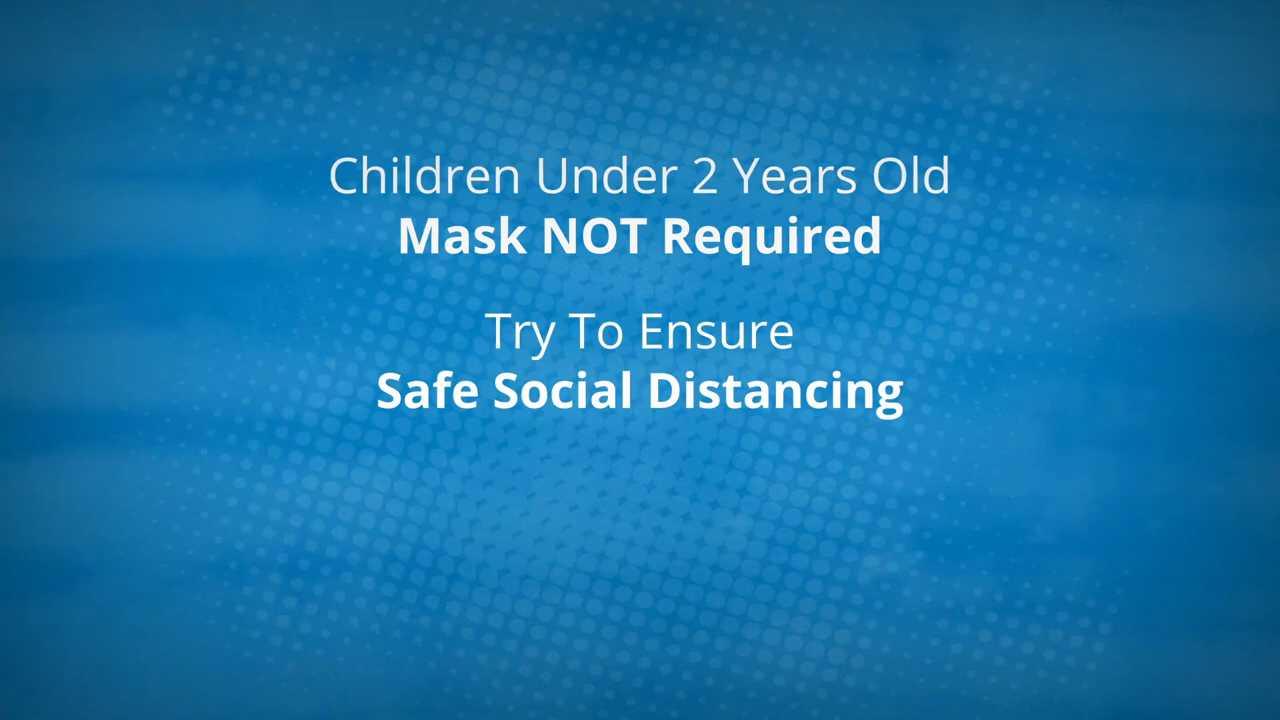 Children Under 2 Years Old
Mask NOT Required
Try To Ensure
Safe Social Distancing